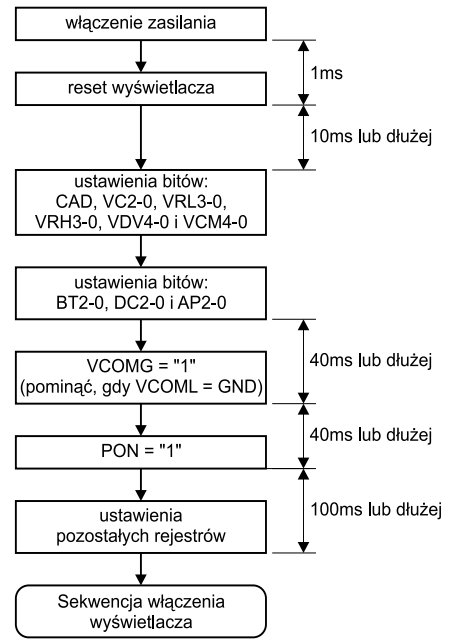 włączenie zasilania
1ms
reset wyświetlacza
10ms lub dłużej
ustawienia bitów:
CAD, VC2-0, VRL3-0,
VRH3-0, VDV4-0 i VCM4-0
ustawienia bitów:
BT2-0, DC2-0 i AP2-0
40ms lub dłużej
VCOMG = "1"
(pominąć, gdy VCOML = GND)
40ms lub dłużej
PON = "1"
100ms lub dłużej
ustawienia
pozostałych rejestrów
Sekwencja włączenia
wyświetlacza